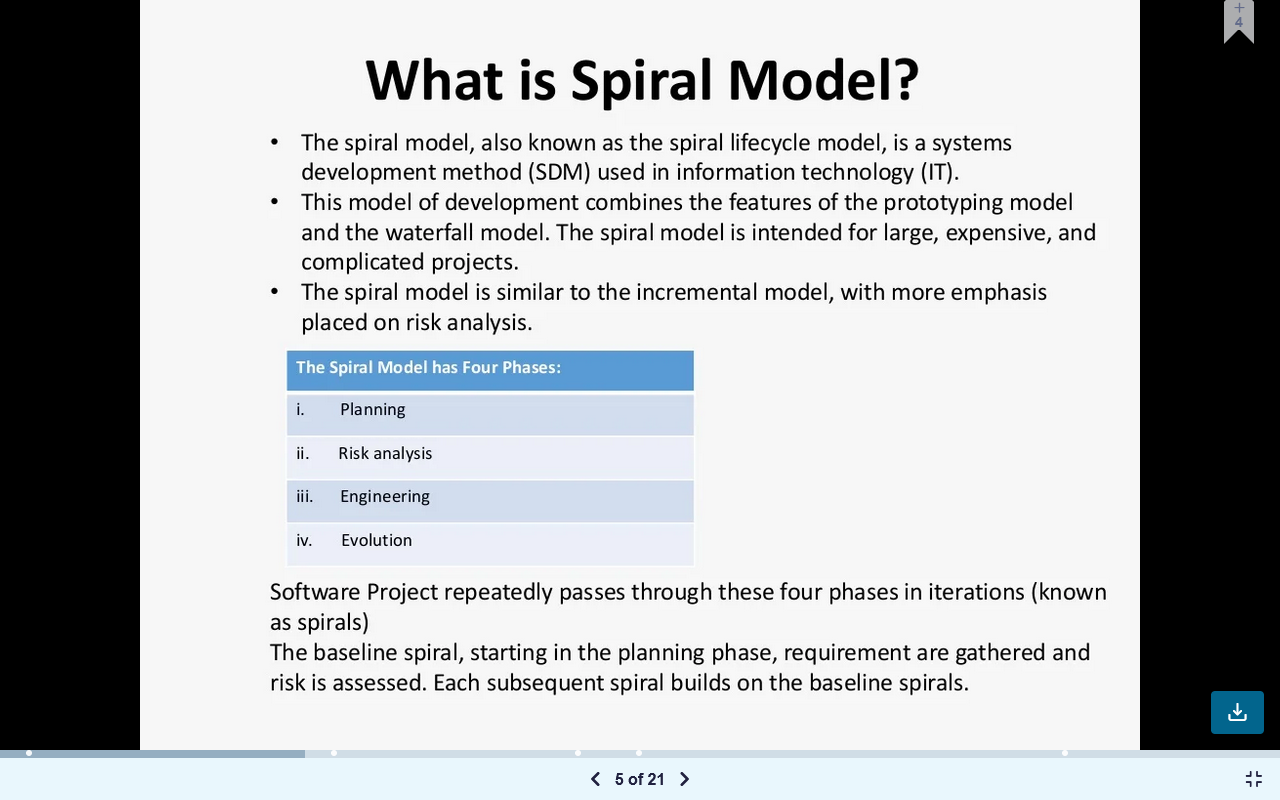 +
4
What is Spiral Model?
• The spiral model, also known as the spiral lifecycle model, is a systems
development method (SDM) used in information technology (IT).
• This model of development combines the features of the prototyping model
and the waterfall model. The spiral model is intended for large, expensive, and
complicated projects.
• The spiral model is similar to the incremental model, with more emphasis
placed on risk analysis.
The Spiral Model has Four Phases:
i. Planning
ii. Risk analysis
iii. Engineering
iv. Evolution
Software Project repeatedly passes through these four phases in iterations (known
as spirals)
The baseline spiral, starting in the planning phase, requirement are gathered and
risk is assessed. Each subsequent spiral builds on the baseline spirals.
5 of 21